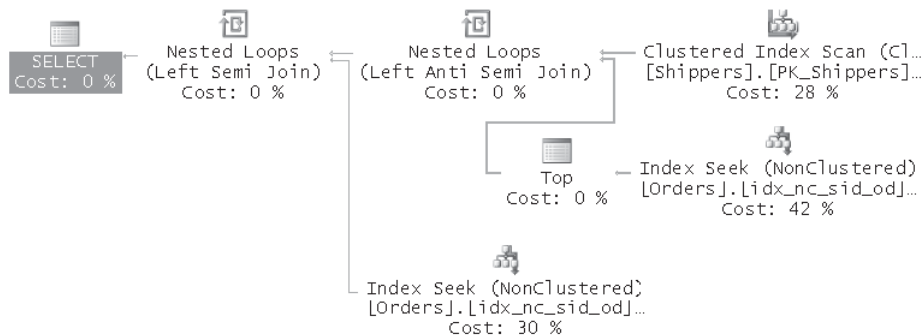 SELECT
Cost: 0 %
Nested Loops
(Left Semi Join)
Cost: 0 %
Nested Loops
(Left Anti Semi Join)
Cost: 0 %
Clustered Index Scan (Cl…
[Shippers].[PK_Shippers]…
Cost: 28 %
Top
Cost: 0 %
Index Seek (NonClustered)
[Orders].[idx_nc_sid_od]…
Cost: 42 %
Index Seek (NonClustered)
[Orders].[idx_nc_sid_od]…
Cost: 30 %